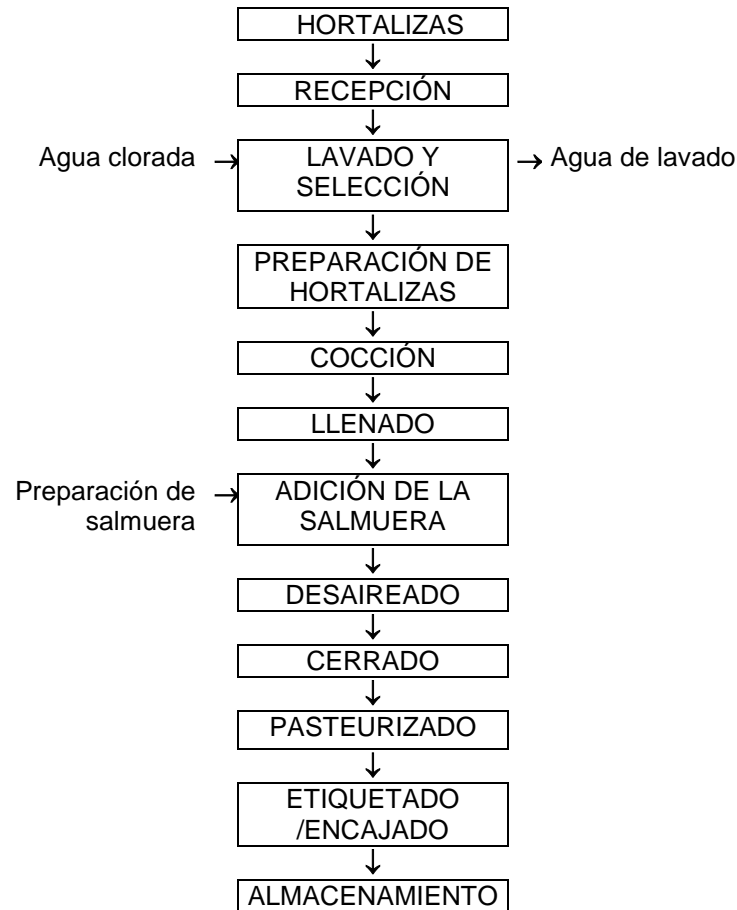 HORTALIZAS
↓
RECEPCIÓN
↓
Agua clorada → LAVADO Y → Agua de lavado
SELECCIÓN
↓
PREPARACIÓN DE
HORTALIZAS
↓
COCCIÓN
↓
LLENADO
↓
Preparación de → ADICIÓN DE LA
salmuera SALMUERA
↓
DESAIREADO
↓
CERRADO
↓
PASTEURIZADO
↓
ETIQUETADO
/ENCAJADO
↓
ALMACENAMIENTO